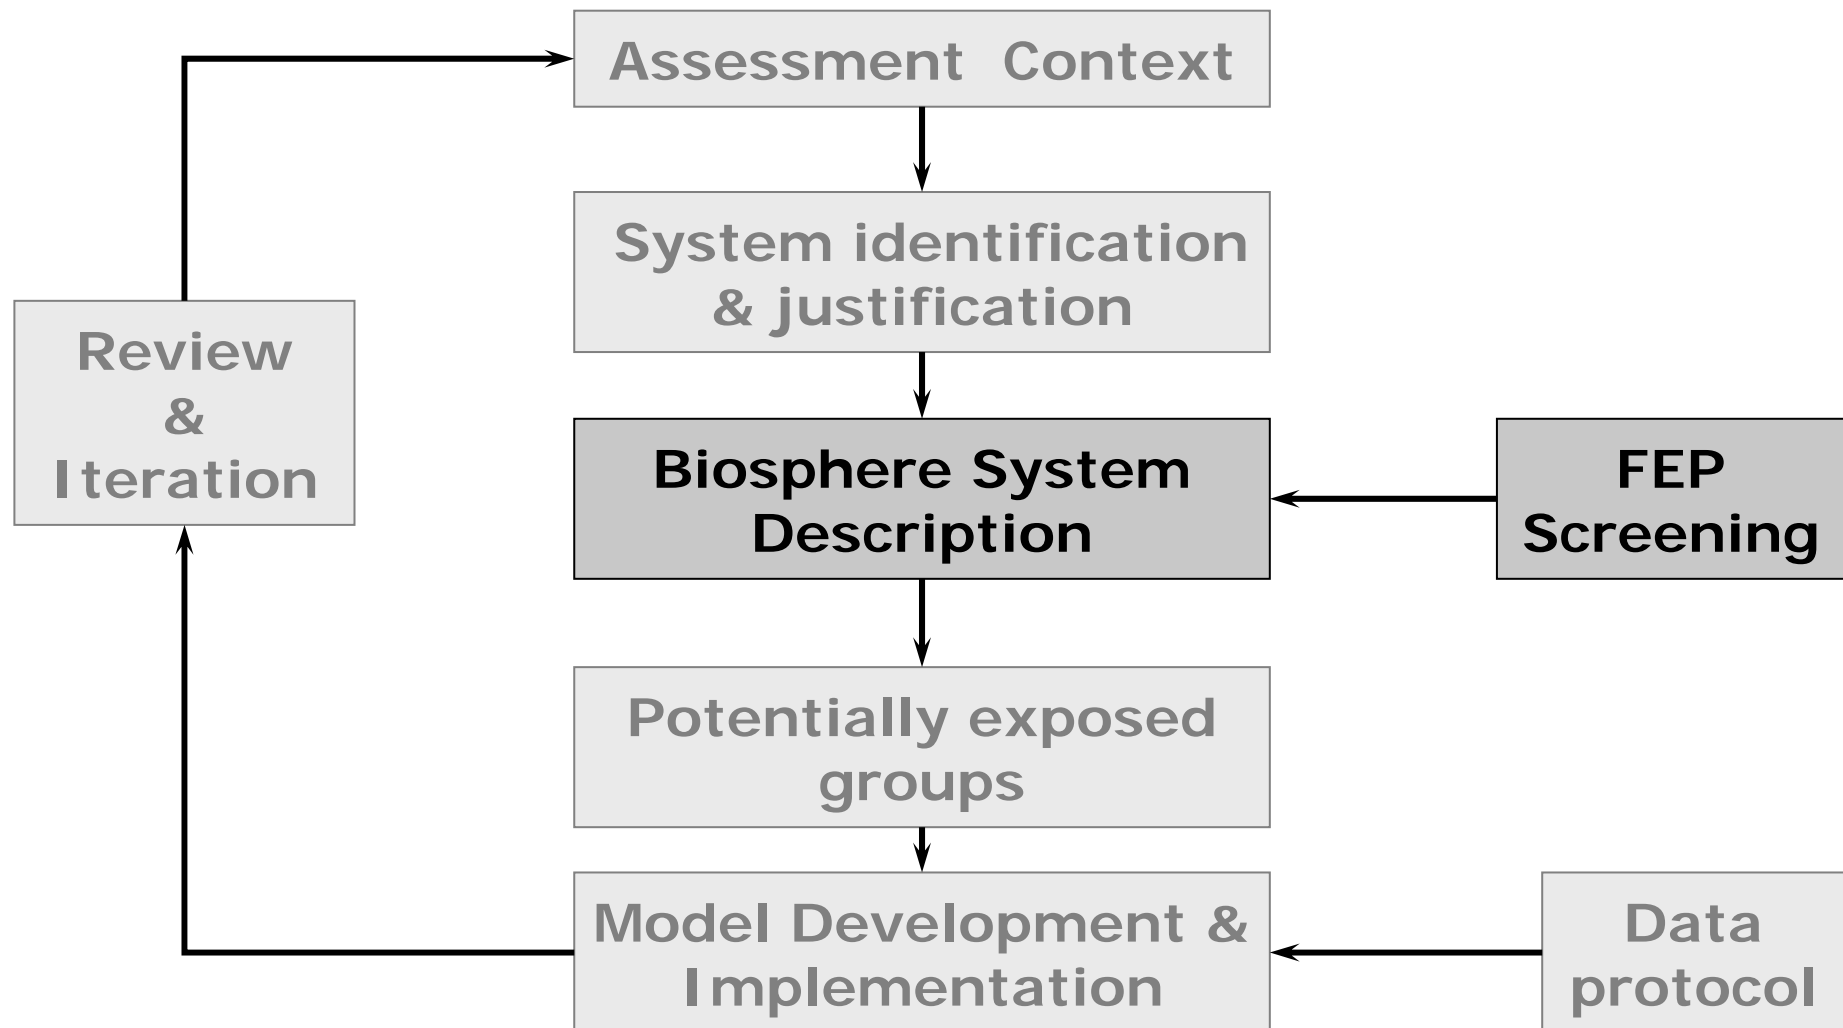 Assessment Context
System identification
& justification
Review
&
Iteration
Biosphere System
Description
FEP
Screening
Potentially exposed
groups
Model Development &
Implementation
Data
protocol